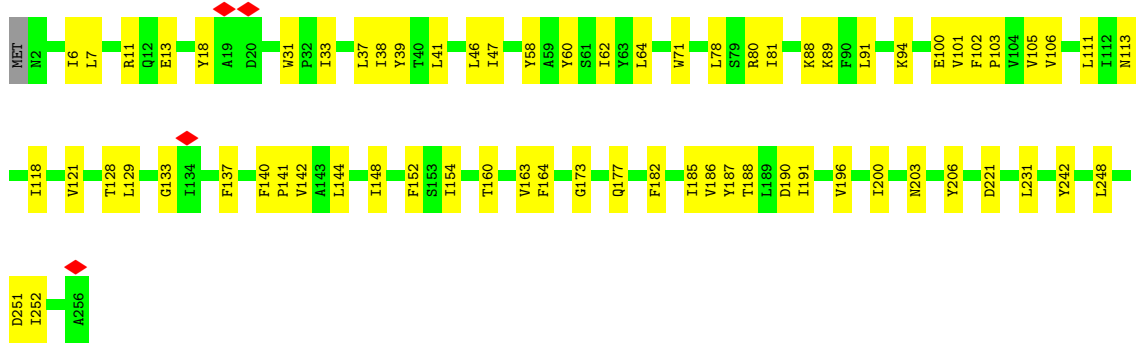 MET N2 I6 L7 R11 Q12 E13 Y18 A19 D20 W31 P32 I33 L37 I38 Y39 T40 L41 L46 I47 Y58 A59 Y60 S61 I62 Y63 L64 W71 L78 S79 R80 I81 K88 K89 F90 L91 K94 E100 V101 F102 P103 V104 V105 V106 L111 I112 N113
I118 V121 T128 L129 G133 I134 F137 F140 P141 V142 A143 L144 I148 F152 S153 I154 T160 V163 F164 G173 Q177 F182 I185 V186 Y187 T188 L189 D190 I191 V196 I200 N203 Y206 D221 L231 Y242 L248
D251 I252 A256